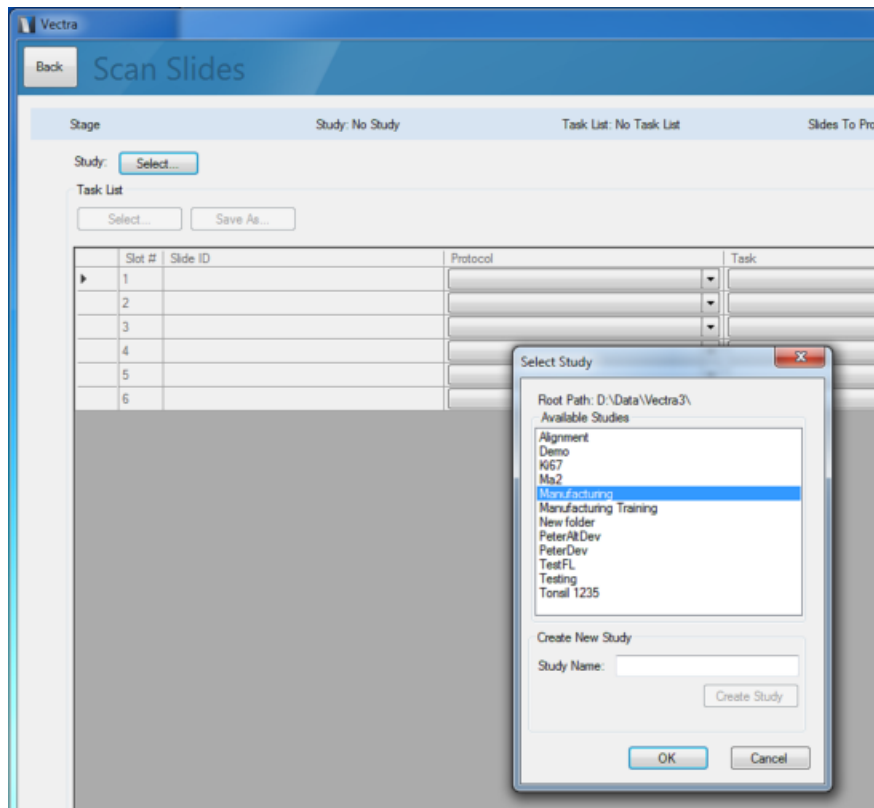 Vectra
Back Scan Slides
Stage Study: No Study Task List: No Task List Slides To Pro
Study: Select...
Task List
Select... Save As...
Slot # Slide ID Protocol Task
1
2
3
4
5
6
Select Study
Root Path: D:\Data\Vectra3\
Available Studies
Alignment
Demo
Ki67
Ma2
Manufacturing
Manufacturing Training
New folder
PeterAltDev
PeterDev
TestFL
Testing
Tonsil 1235
Create New Study
Study Name:
Create Study
OK Cancel